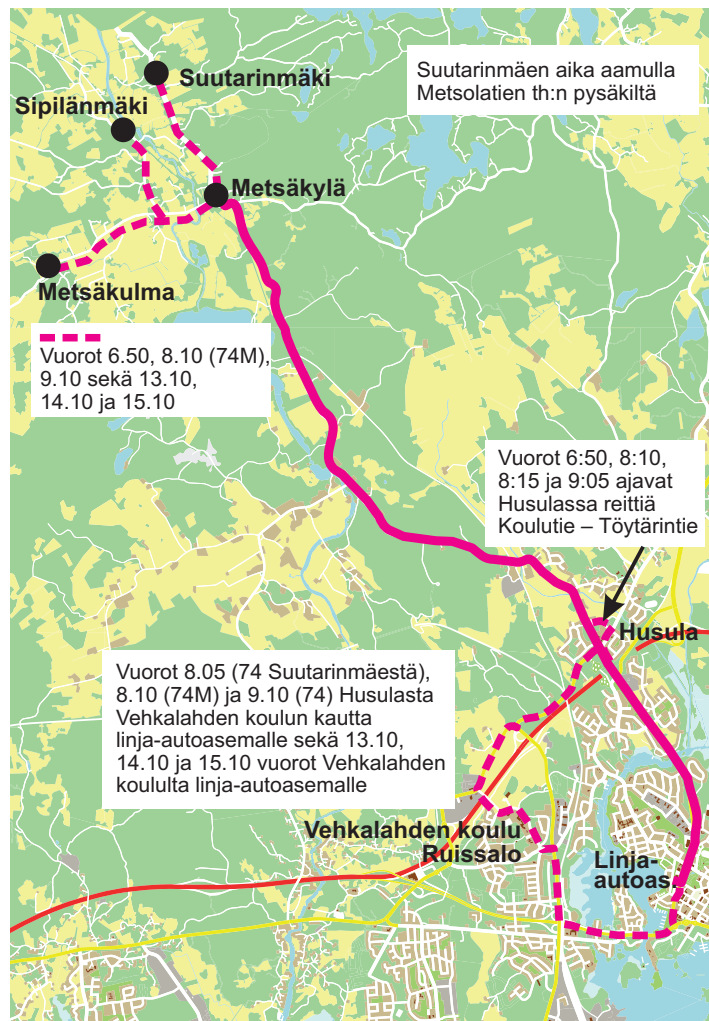 Suutarinmäki
Suutarinmäen aika aamulla
Metsolatien th:n pysäkiltä
Sipilänmäki
Metsäkylä
Metsäkulma
Vuorot 6.50, 8.10 (74M),
9.10 sekä 13.10,
14.10 ja 15.10
Vuorot 6:50, 8:10,
8:15 ja 9:05 ajavat
Husulassa reittiä
Koulutie – Töytärintie
Husula
Vuorot 8.05 (74 Suutarinmäestä),
8.10 (74M) ja 9.10 (74) Husulasta
Vehkalahden koulun kautta
linja-autoasemalle sekä 13.10,
14.10 ja 15.10 vuorot Vehkalahden
koululta linja-autoasemalle
Vehkalahden koulu
Ruissalo
Linja-
autoas.